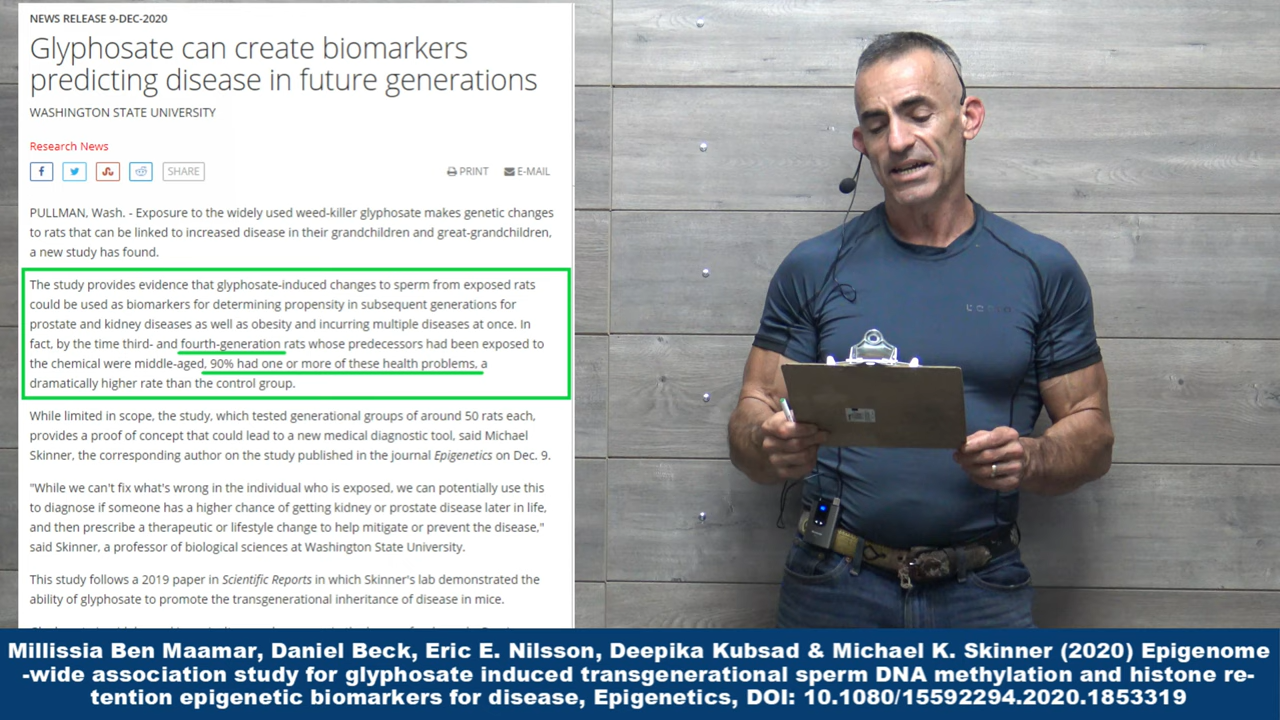 NEWS RELEASE 9-DEC-2020
Glyphosate can create biomarkers
predicting disease in future generations
WASHINGTON STATE UNIVERSITY
Research News
SHARE
PRINT
E-MAIL
PULLMAN, Wash. - Exposure to the widely used weed-killer glyphosate makes genetic changes
to rats that can be linked to increased disease in their grandchildren and great-grandchildren,
a new study has found.
The study provides evidence that glyphosate-induced changes to sperm from exposed rats
could be used as biomarkers for determining propensity in subsequent generations for
prostate and kidney diseases as well as obesity and incurring multiple diseases at once. In
fact, by the time third- and fourth-generation rats whose predecessors had been exposed to
the chemical were middle-aged, 90% had one or more of these health problems, a
dramatically higher rate than the control group.
While limited in scope, the study, which tested generational groups of around 50 rats each,
provides a proof of concept that could lead to a new medical diagnostic tool, said Michael
Skinner, the corresponding author on the study published in the journal Epigenetics on Dec. 9.
"While we can't fix what's wrong in the individual who is exposed, we can potentially use this
to diagnose if someone has a higher chance of getting kidney or prostate disease later in life,
and then prescribe a therapeutic or lifestyle change to help mitigate or prevent the disease,"
said Skinner, a professor of biological sciences at Washington State University.
This study follows a 2019 paper in Scientific Reports in which Skinner's lab demonstrated the
ability of glyphosate to promote the transgenerational inheritance of disease in mice.
Millissia Ben Maamar, Daniel Beck, Eric E. Nilsson, Deepika Kubsad & Michael K. Skinner (2020) Epigenome
-wide association study for glyphosate induced transgenerational sperm DNA methylation and histone re-
tention epigenetic biomarkers for disease, Epigenetics, DOI: 10.1080/15592294.2020.1853319